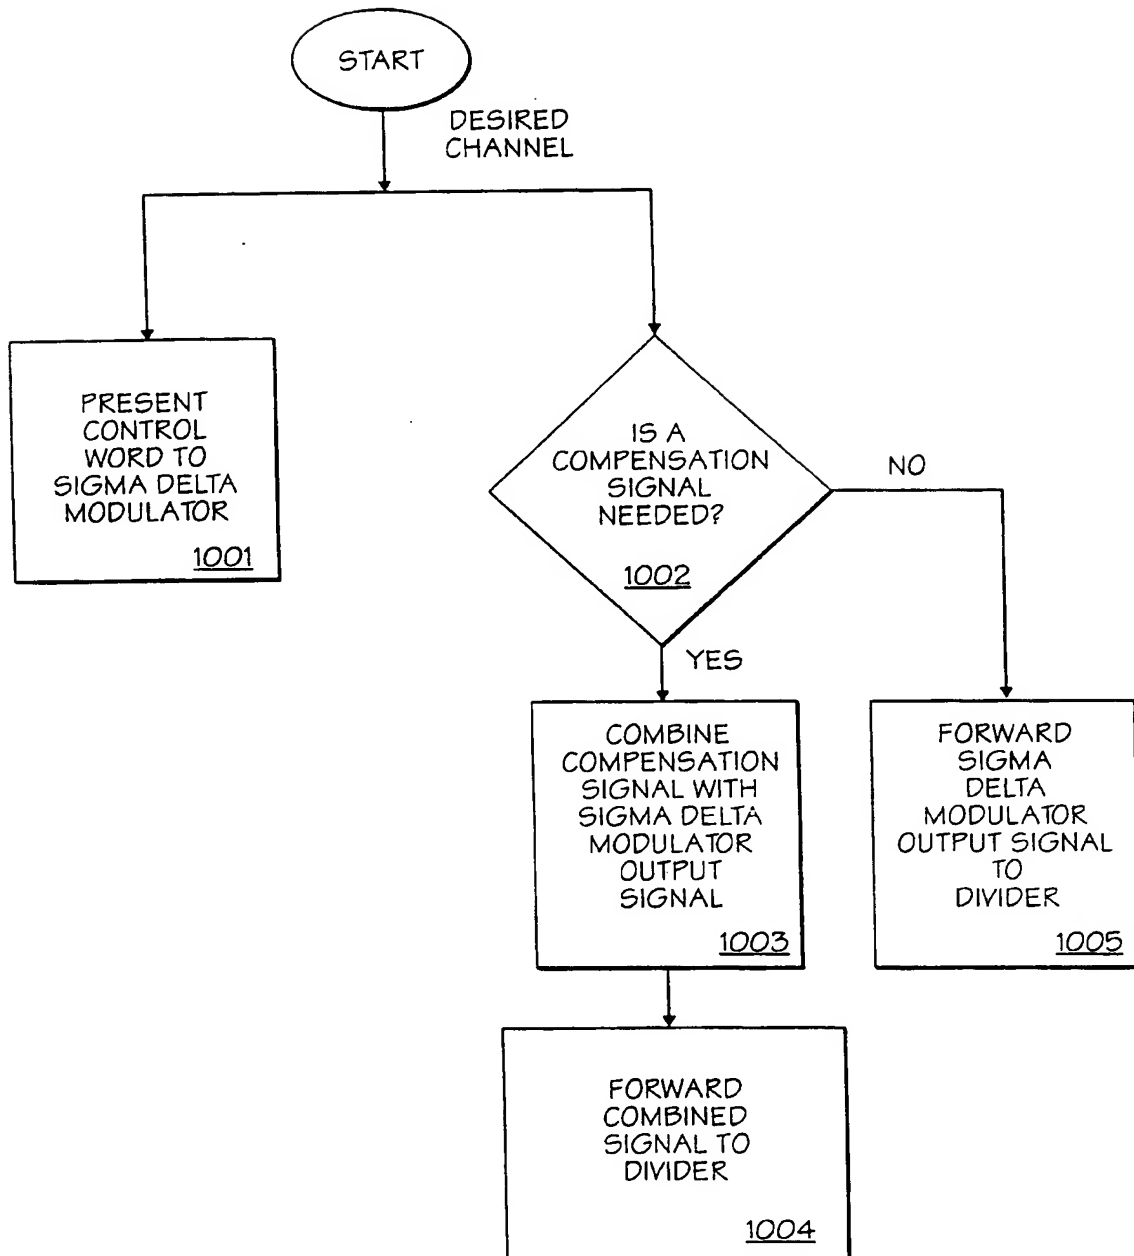 START
DESIRED
CHANNEL
PRESENT
CONTROL
WORD TO
SIGMA DELTA
MODULATOR
1001
IS A
COMPENSATION
SIGNAL
NEEDED?
1002
NO
YES
COMBINE
COMPENSATION
SIGNAL WITH
SIGMA DELTA
MODULATOR
OUTPUT
SIGNAL
1003
FORWARD
SIGMA
DELTA
MODULATOR
OUTPUT SIGNAL
TO
DIVIDER
1005
FORWARD
COMBINED
SIGNAL TO
DIVIDER
1004